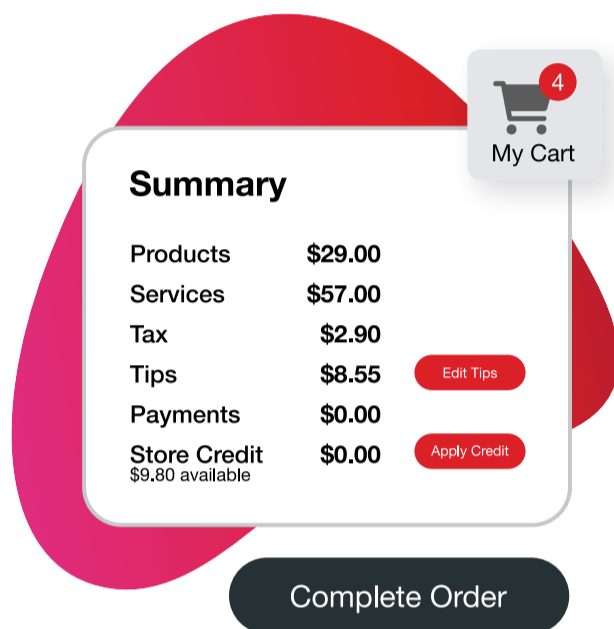 4
My Cart
Summary
Products $29.00
Services $57.00
Tax $2.90
Tips $8.55 Edit Tips
Payments $0.00
Store Credit $0.00 Apply Credit
$9.80 available
Complete Order